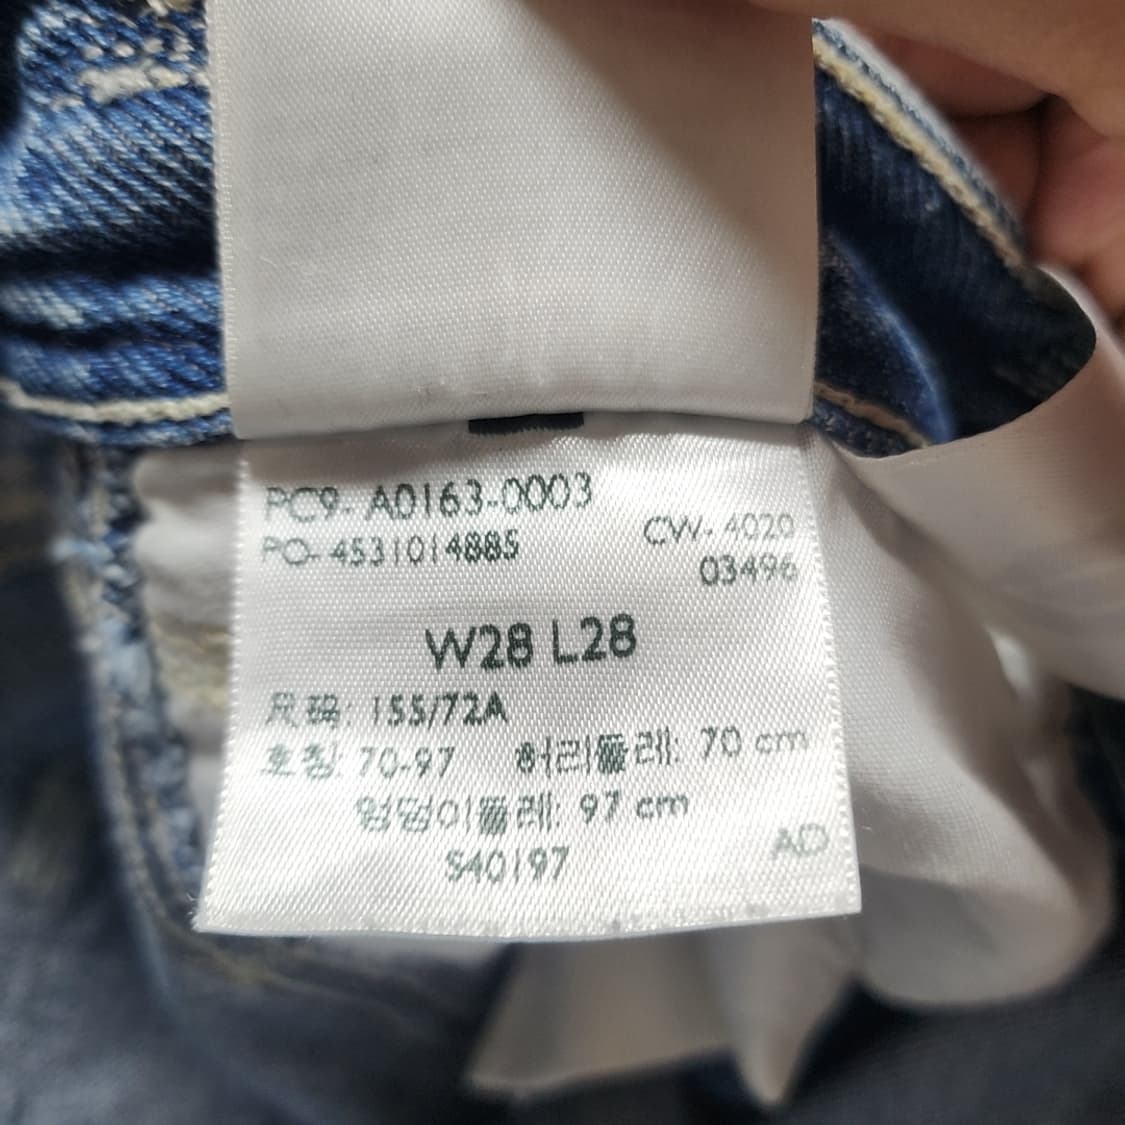 PC9- A0163-0003
PO- 4531014885
CW- 4020
03496
W28 L28
尺码: 155/72A
호칭: 70-97 허리둘레: 70 cm
엉덩이둘레: 97 cm
S40197
AD